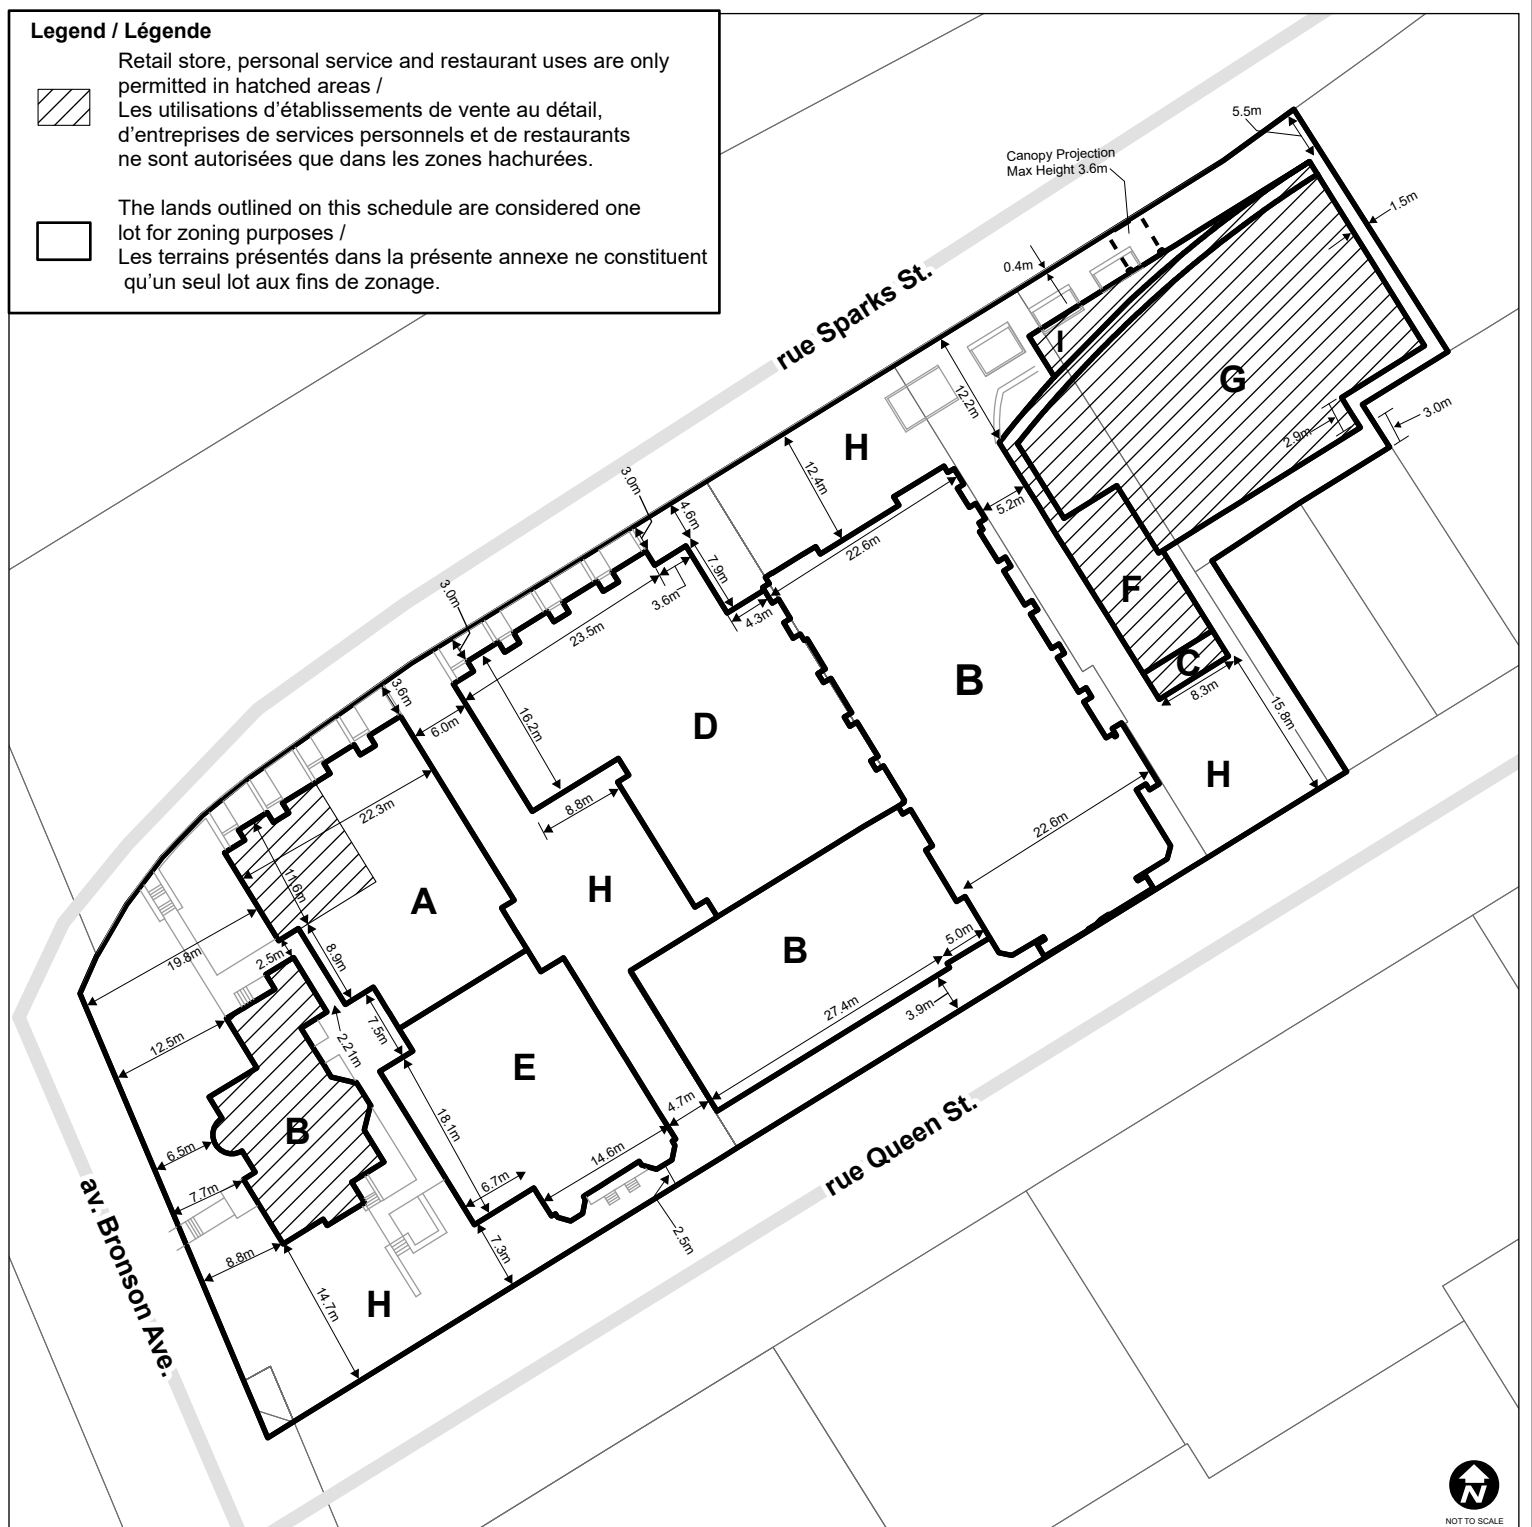 Legend / Légende
Retail store, personal service and restaurant uses are only
permitted in hatched areas /
Les utilisations d'établissements de vente au détail,
d'entreprises de services personnels et de restaurants
ne sont autorisées que dans les zones hachurées.
The lands outlined on this schedule are considered one
lot for zoning purposes /
Les terrains présentés dans la présente annexe ne constituent
qu'un seul lot aux fins de zonage.
5.5m
Canopy Projection
Max Height 3.6m
1.5m
0.4m
rue Sparks St.
I
G
12.2m
3.0m
2.9m
H
12.4m
3.0m
4.6m
5.2m
22.6m
7.9m
3.6m
4.3m
F
3.0m
23.5m
C
8.3m
B
3.6m
6.0m
16.2m
D
15.8m
H
22.3m
8.8m
22.6m
11.6m
A
H
19.8m
2.5m
8.9m
B
5.0m
27.4m
3.9m
12.5m
7.5m
2.21m
E
4.7m
B
18.1m
6.5m
14.6m
7.7m
6.7m
rue Queen St.
av. Bronson Ave.
8.8m
7.3m
2.5m
14.7m
H
N
NOT TO SCALE